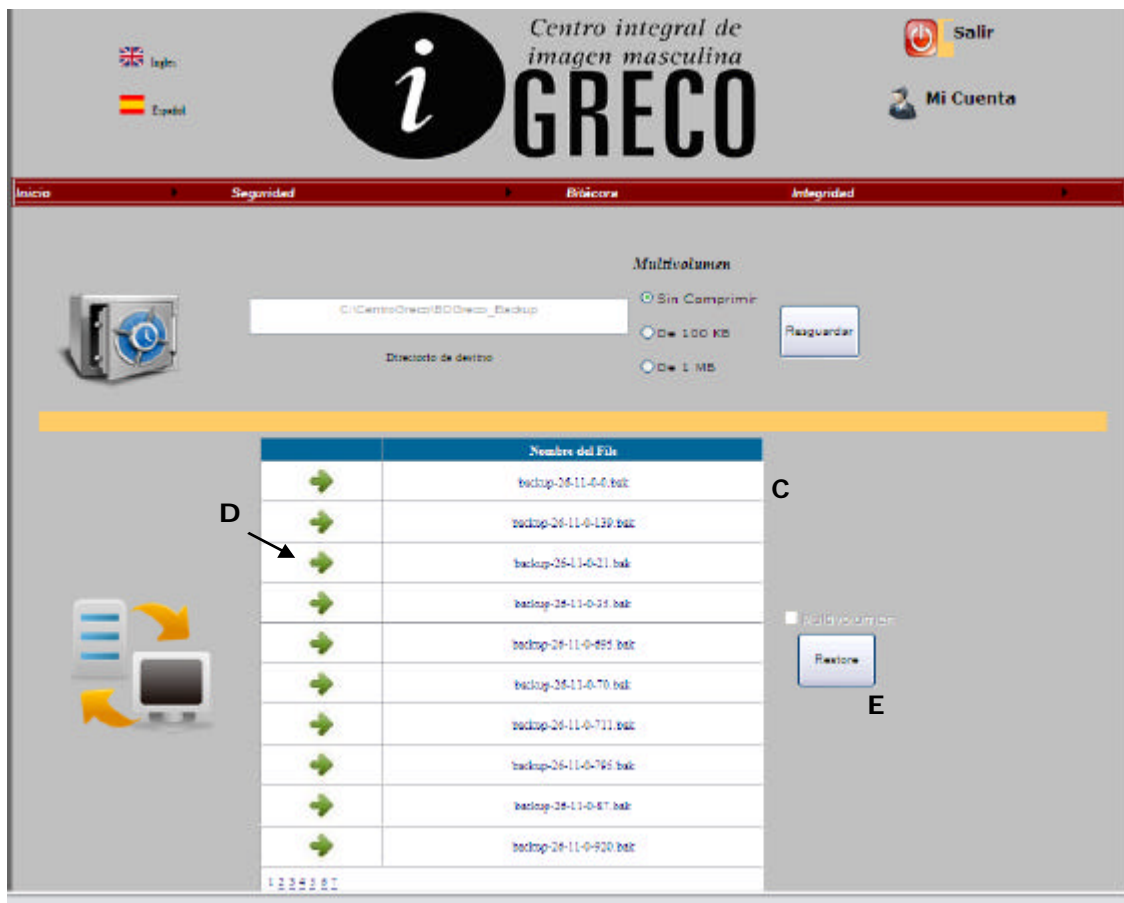 Centro integral de
imagen masculina
i GRECO
Ingles
Español
Salir
Mi Cuenta
Inicio Seguridad Bitácora Integridad
Multivolumen
C:\CentroGreco\BDGreco_Backup
Sin Comprimir
De 100 KB
De 1 MB
Resguardar
Directorio de destino
Nombre del File
backup-26-11-0-0.bak
C
backup-26-11-0-139.bak
D
backup-26-11-0-21.bak
backup-26-11-0-35.bak
Multivolumen
backup-26-11-0-695.bak
Restore
backup-26-11-0-70.bak
E
backup-26-11-0-711.bak
backup-26-11-0-795.bak
backup-26-11-0-87.bak
backup-26-11-0-920.bak
1 2 3 4 5 6 7